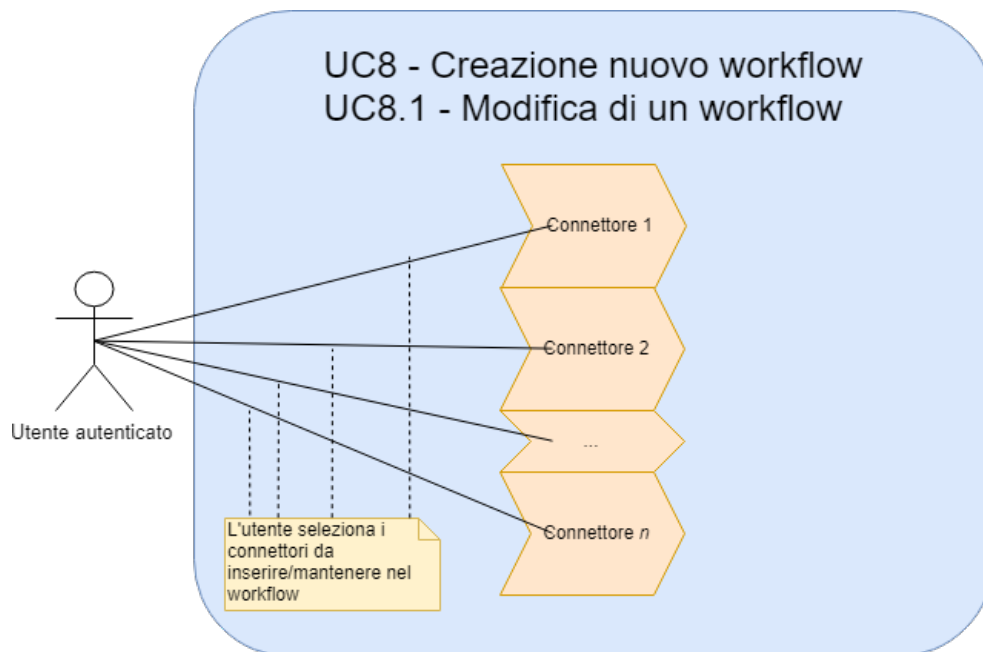 UC8 - Creazione nuovo workflow
UC8.1 - Modifica di un workflow
Connettore 1
Connettore 2
...
Connettore n
Utente autenticato
L'utente seleziona i
connettori da
inserire/mantenere nel
workflow